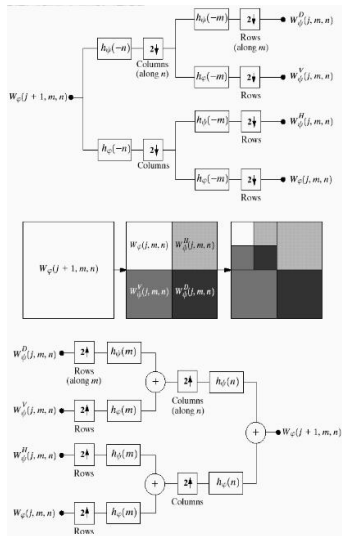 h_ψ(−m) 2↓ W_ψ^D(j, m, n)
Rows
(along m)
h_ψ(−n) 2↓
Columns
(along n)
h_φ(−m) 2↓ W_ψ^V(j, m, n)
Rows
W_φ(j + 1, m, n)
h_ψ(−m) 2↓ W_ψ^H(j, m, n)
Rows
h_φ(−n) 2↓
Columns
h_φ(−m) 2↓ W_φ(j, m, n)
Rows
W_φ(j + 1, m, n)
W_φ(j, m, n) W_ψ^H(j, m, n)
W_ψ^V(j, m, n) W_ψ^D(j, m, n)
W_ψ^D(j, m, n) 2↑ h_ψ(m)
Rows
(along m)
+ 2↑ h_ψ(n)
Columns
(along n)
W_ψ^V(j, m, n) 2↑ h_φ(m)
Rows
+ W_φ(j + 1, m, n)
W_ψ^H(j, m, n) 2↑ h_ψ(m)
Rows
+ 2↑ h_φ(n)
Columns
W_φ(j, m, n) 2↑ h_φ(m)
Rows